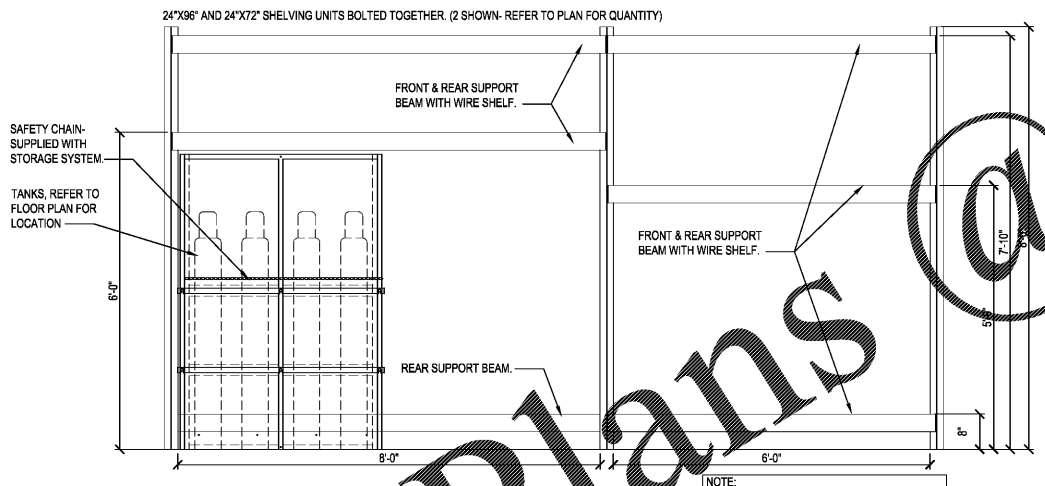 24"X96" AND 24"X72" SHELVING UNITS BOLTED TOGETHER. (2 SHOWN- REFER TO PLAN FOR QUANTITY)
FRONT & REAR SUPPORT
BEAM WITH WIRE SHELF.
SAFETY CHAIN-
SUPPLIED WITH
STORAGE SYSTEM.
TANKS, REFER TO
FLOOR PLAN FOR
LOCATION
FRONT & REAR SUPPORT
BEAM WITH WIRE SHELF.
6'-0"
7'-10"
REAR SUPPORT BEAM.
8"
8'-0"
6'-0"
plans @
NOTE: